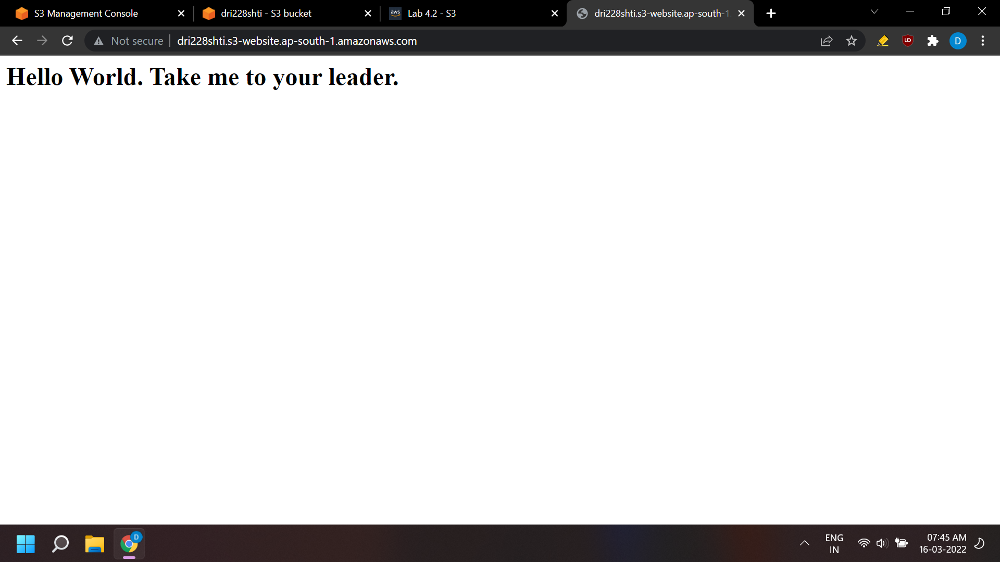 S3 Management Console
dri228shti - S3 bucket
aws
Lab 4.2 - S3
dri228shti.s3-website.ap-south-1.
Not secure
dri228shti.s3-website.ap-south-1.amazonaws.com
D
Hello World. Take me to your leader.
D
ENG
IN
07:45 AM
16-03-2022